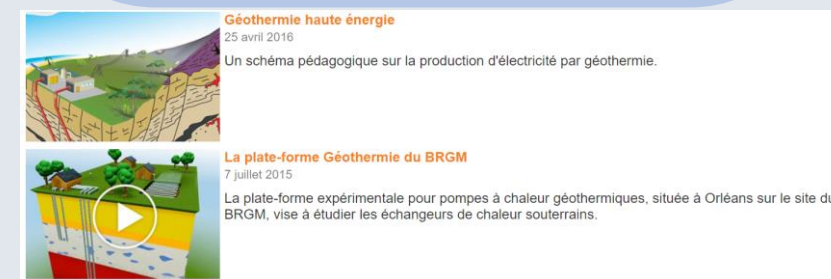 Géothermie haute énergie
25 avril 2016
Un schéma pédagogique sur la production d'électricité par géothermie.
La plate-forme Géothermie du BRGM
7 juillet 2015
La plate-forme expérimentale pour pompes à chaleur géothermiques, située à Orléans sur le site du
BRGM, vise à étudier les échangeurs de chaleur souterrains.